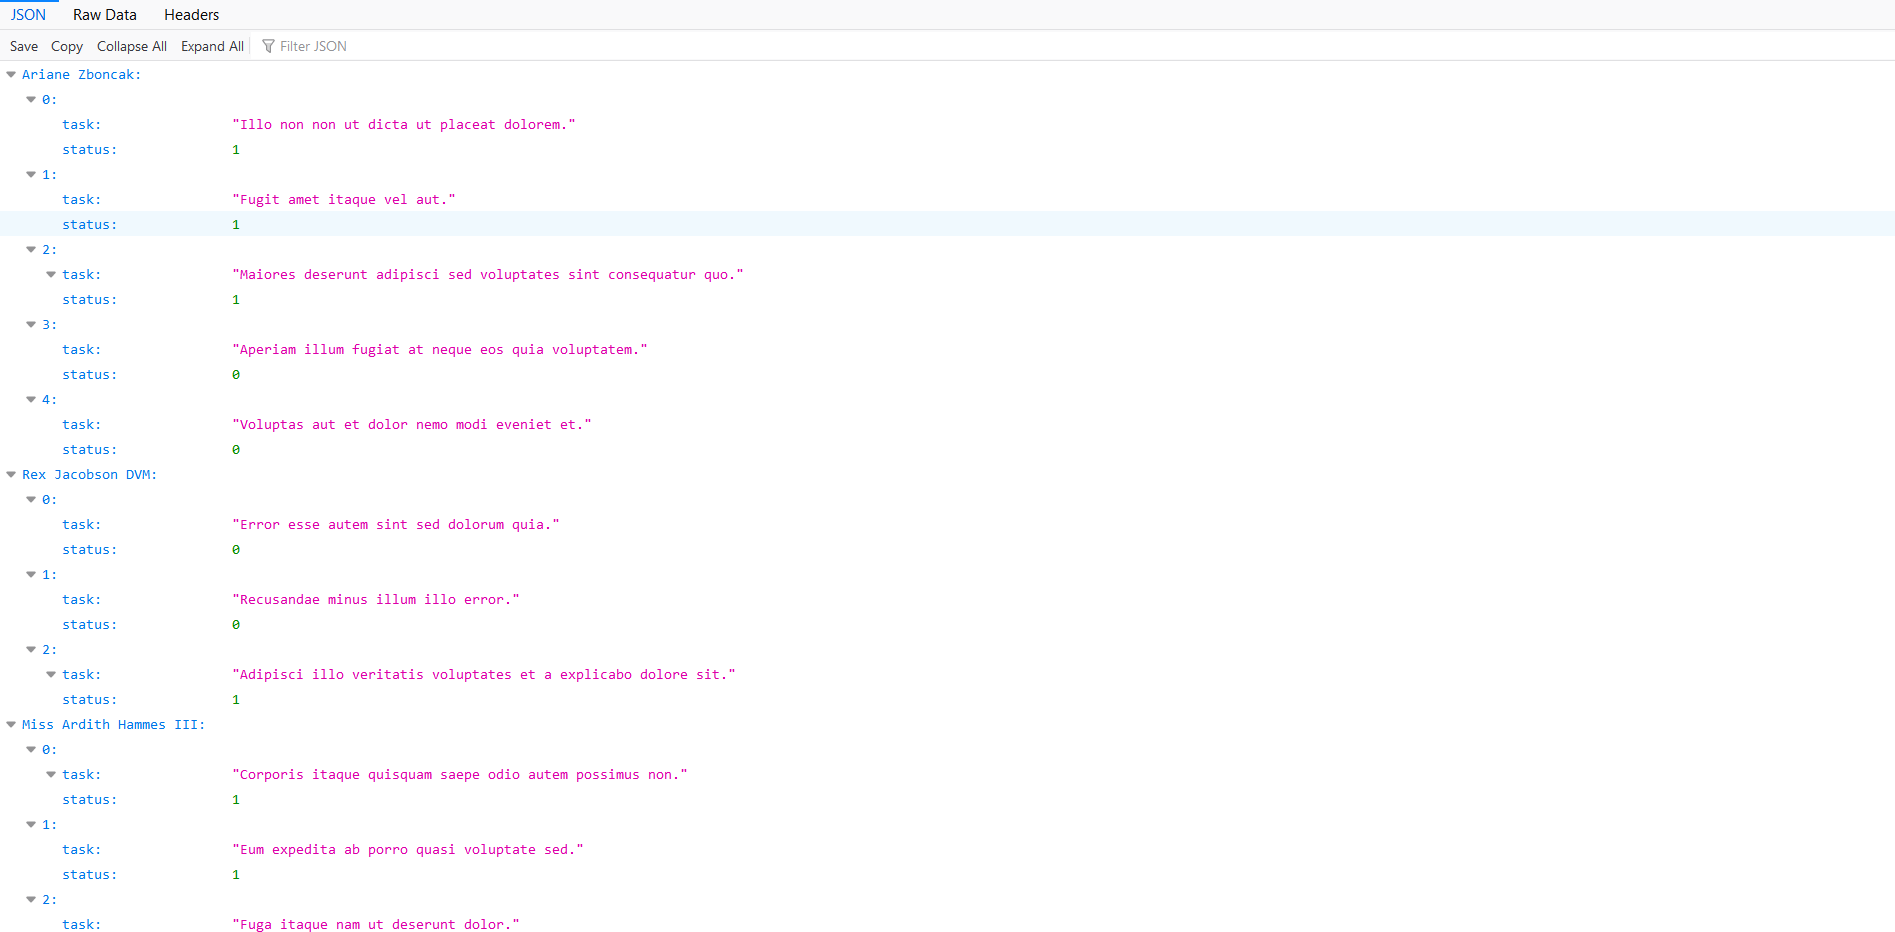 JSON Raw Data Headers
Save Copy Collapse All Expand All Filter JSON
Ariane Zboncak:
0:
task: "Illo non non ut dicta ut placeat dolorem."
status: 1
1:
task: "Fugit amet itaque vel aut."
status: 1
2:
task: "Maiores deserunt adipisci sed voluptates sint consequatur quo."
status: 1
3:
task: "Aperiam illum fugiat at neque eos quia voluptatem."
status: 0
4:
task: "Voluptas aut et dolor nemo modi eveniet et."
status: 0
Rex Jacobson DVM:
0:
task: "Error esse autem sint sed dolorum quia."
status: 0
1:
task: "Recusandae minus illum illo error."
status: 0
2:
task: "Adipisci illo veritatis voluptates et a explicabo dolore sit."
status: 1
Miss Ardith Hammes III:
0:
task: "Corporis itaque quisquam saepe odio autem possimus non."
status: 1
1:
task: "Eum expedita ab porro quasi voluptate sed."
status: 1
2:
task: "Fuga itaque nam ut deserunt dolor."